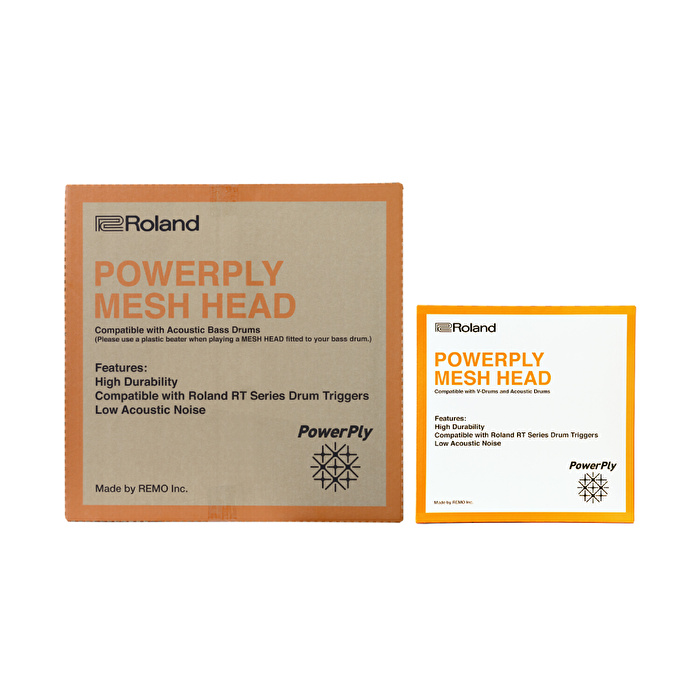 Roland
POWERPLY
MESH HEAD
Compatible with Acoustic Bass Drums
(Please use a plastic beater when playing a MESH HEAD fitted to your bass drum.)
Features:
High Durability
Compatible with Roland RT Series Drum Triggers
Low Acoustic Noise
PowerPly
Made by REMO Inc.
Roland
POWERPLY
MESH HEAD
Compatible with V-Drums and Acoustic Drums
Features:
High Durability
Compatible with Roland RT Series Drum Triggers
Low Acoustic Noise
PowerPly
Made by REMO Inc.